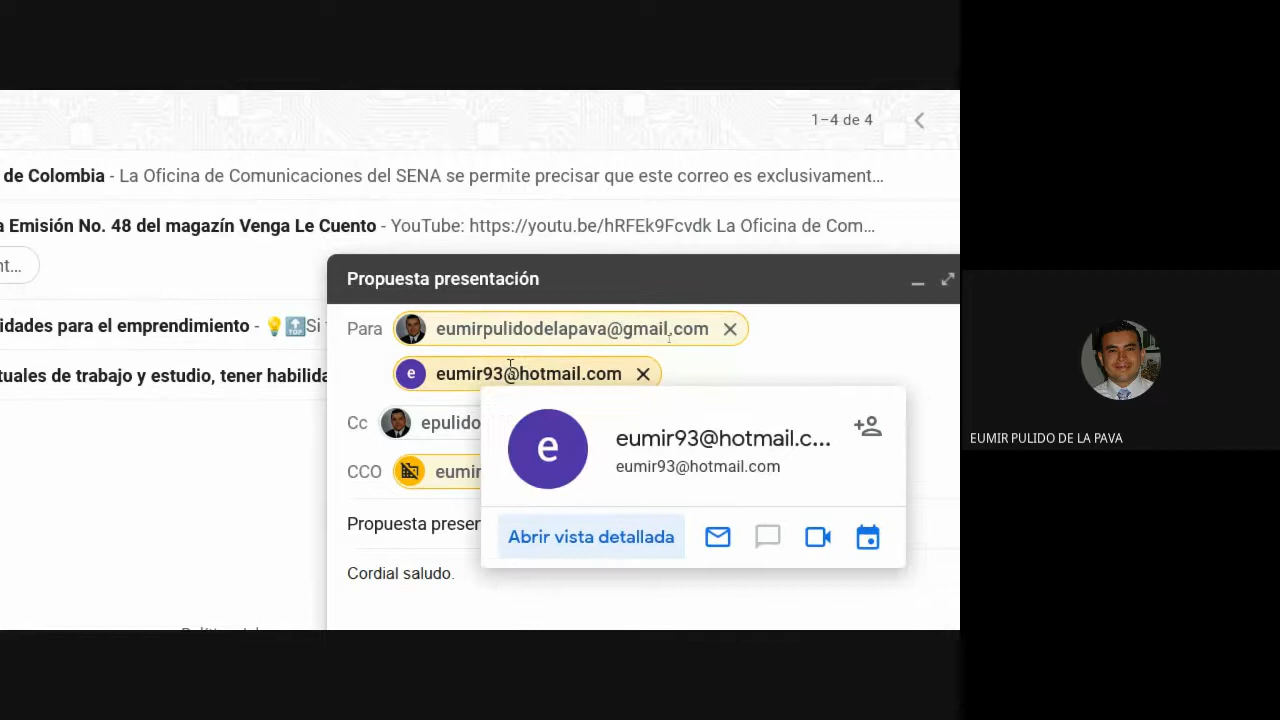 1–4 de 4
de Colombia - La Oficina de Comunicaciones del SENA se permite precisar que este correo es exclusivament...
a Emisión No. 48 del magazín Venga Le Cuento - YouTube: https://youtu.be/hRFEk9Fcvdk La Oficina de Com...
nt...
idades para el emprendimiento - 💡🔝Si
tuales de trabajo y estudio, tener habilida
Propuesta presentación
Para eumirpulidodelapava@gmail.com
e eumir93@hotmail.com
Cc epulido
CCO eumir
e eumir93@hotmail.c...
eumir93@hotmail.com
Propuesta preser
Abrir vista detallada
Cordial saludo.
EUMIR PULIDO DE LA PAVA